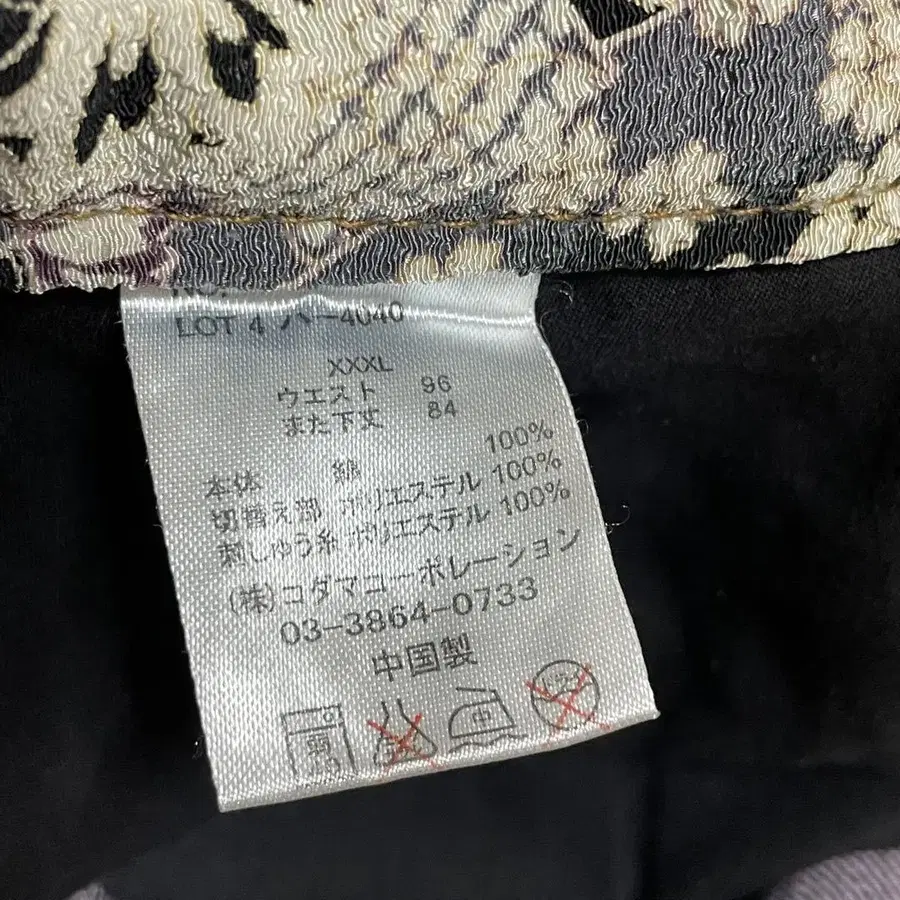 NO.
LOT 4 ハー4040
XXXL
ウエスト 96
また下丈 84
本体 綿 100%
切替え部 ポリエステル 100%
刺しゅう糸 ポリエステル 100%
(株)コダマコーポレーション
03-3864-0733
中国製
中